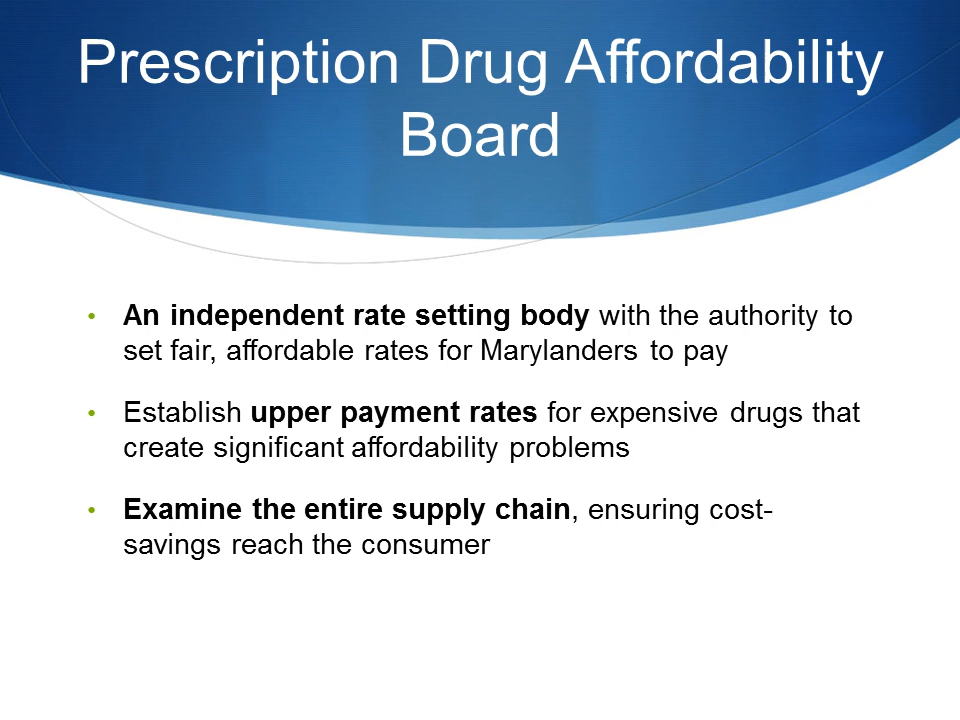 Prescription Drug Affordability
Board
• An independent rate setting body with the authority to
set fair, affordable rates for Marylanders to pay
• Establish upper payment rates for expensive drugs that
create significant affordability problems
• Examine the entire supply chain, ensuring cost-
savings reach the consumer